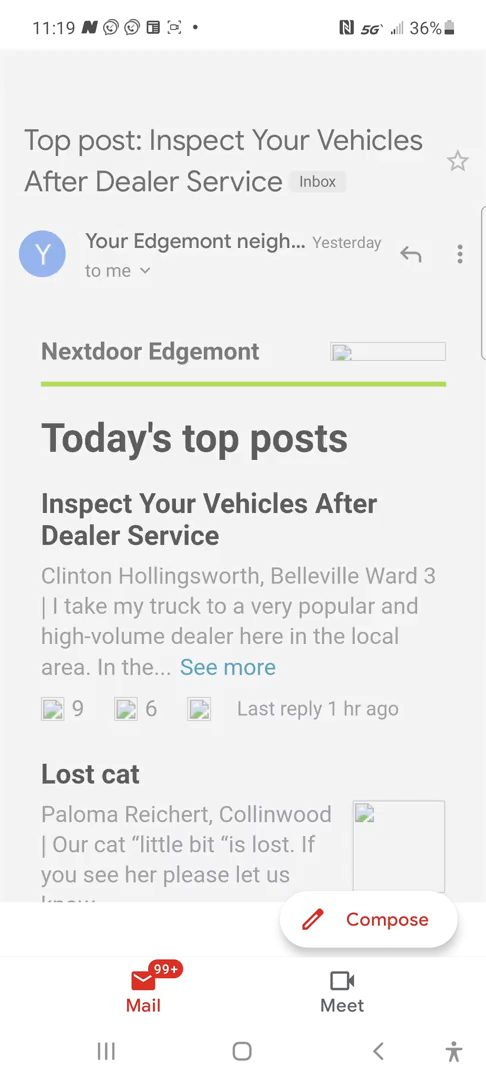 11:19
5G
36%
Top post: Inspect Your Vehicles
After Dealer Service Inbox
Y
Your Edgemont neigh... Yesterday
to me
Nextdoor Edgemont
Today's top posts
Inspect Your Vehicles After
Dealer Service
Clinton Hollingsworth, Belleville Ward 3
| I take my truck to a very popular and
high-volume dealer here in the local
area. In the... See more
9 6 Last reply 1 hr ago
Lost cat
Paloma Reichert, Collinwood
| Our cat “little bit “is lost. If
you see her please let us
Compose
99+
Mail Meet